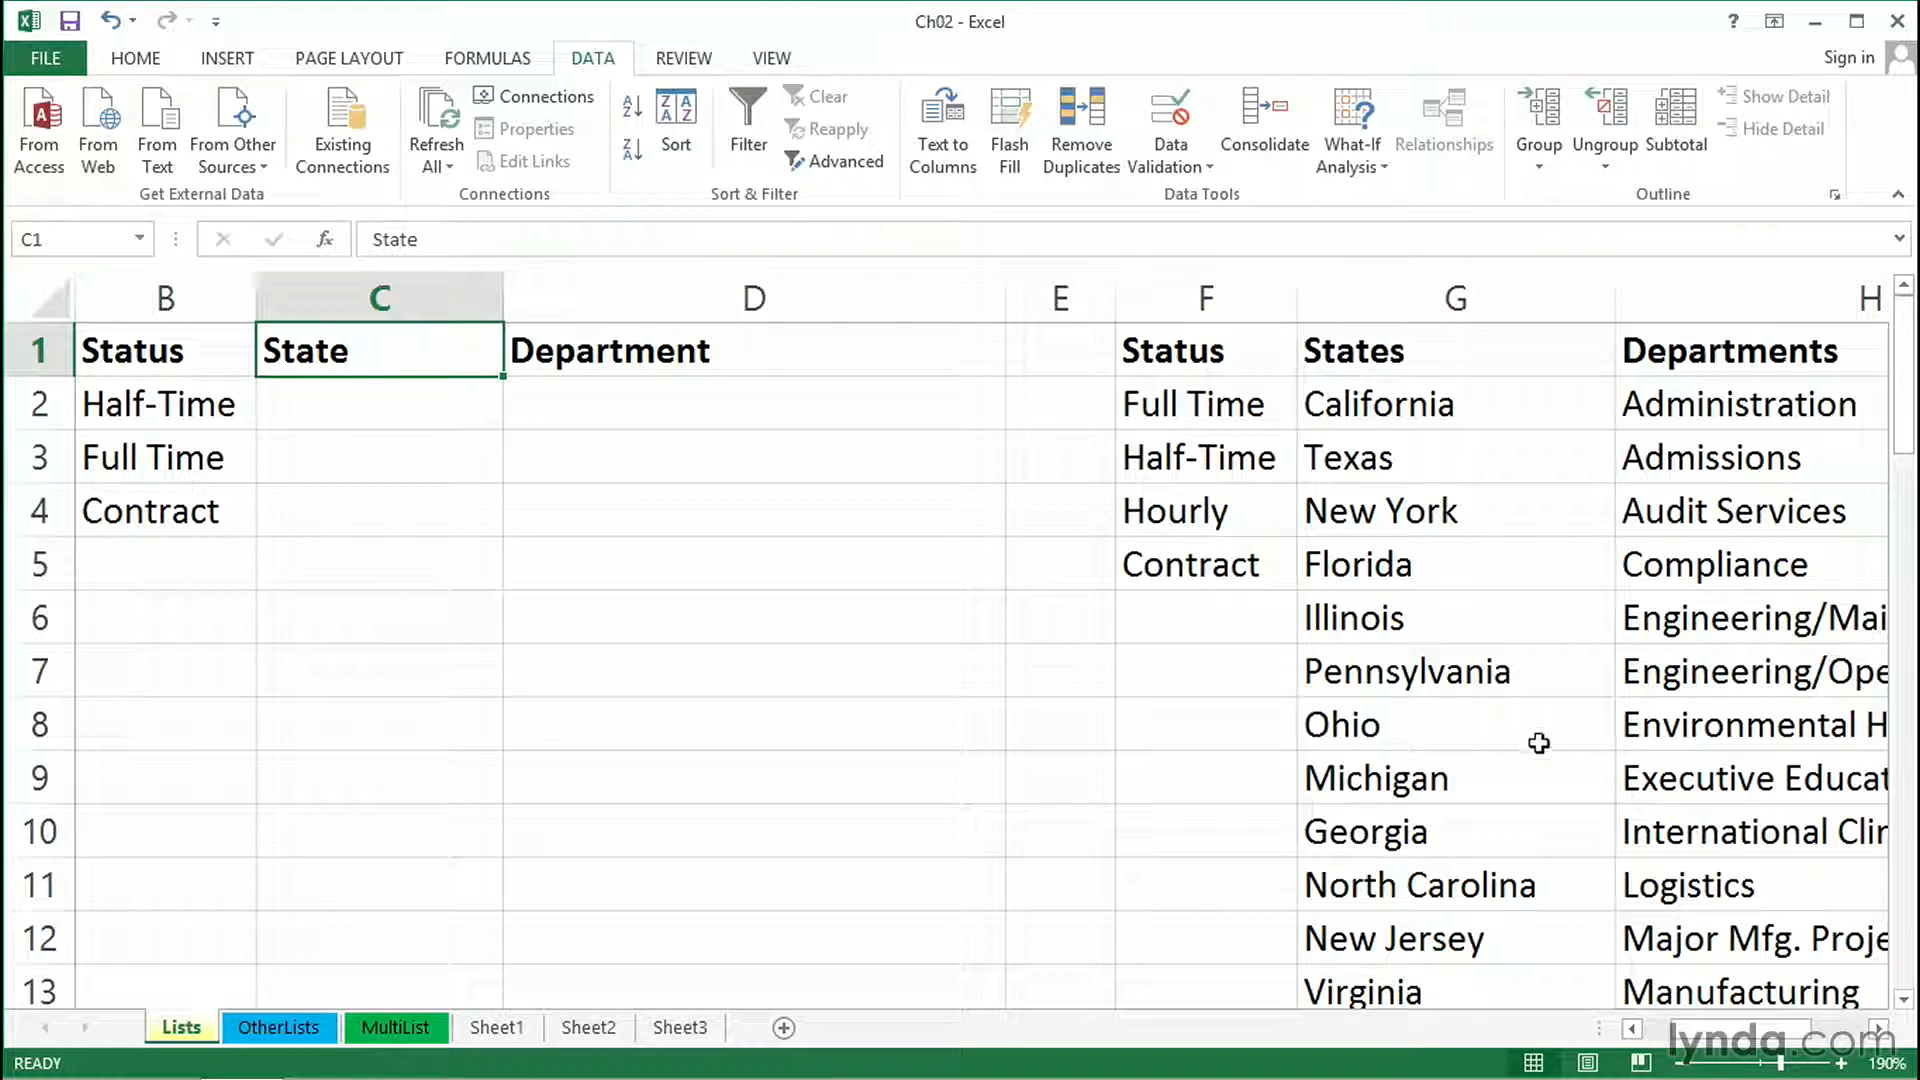 Ch02 - Excel
?
FILE HOME INSERT PAGE LAYOUT FORMULAS DATA REVIEW VIEW Sign in
From Access
From Web
From Text
From Other Sources
Existing Connections
Get External Data
Refresh All
Connections
Properties
Edit Links
Connections
Sort
Filter
Clear
Reapply
Advanced
Sort & Filter
Text to Columns
Flash Fill
Remove Duplicates
Data Validation
Consolidate
What-If Analysis
Relationships
Data Tools
Group
Ungroup
Subtotal
Show Detail
Hide Detail
Outline
C1 fx State
B C D E F G H
1 Status State Department Status States Departments
2 Half-Time Full Time California Administration
3 Full Time Half-Time Texas Admissions
4 Contract Hourly New York Audit Services
5 Contract Florida Compliance
6 Illinois Engineering/Mai
7 Pennsylvania Engineering/Ope
8 Ohio Environmental H
9 Michigan Executive Educat
10 Georgia International Clin
11 North Carolina Logistics
12 New Jersey Major Mfg. Proje
13 Virginia Manufacturing
Lists OtherLists MultiList Sheet1 Sheet2 Sheet3
lynda.com
READY 190%